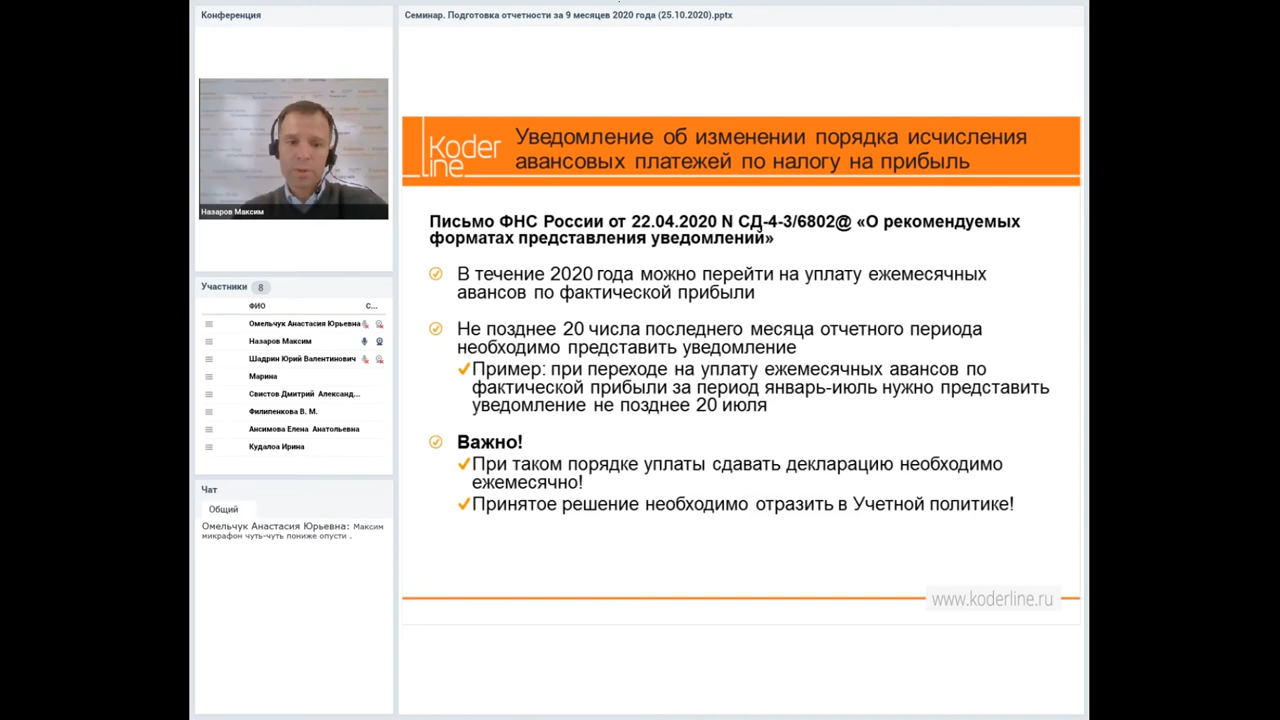 Конференция
Назаров Максим
Участники 8
ФИО С...
Омельчук Анастасия Юрьевна
Назаров Максим
Шадрин Юрий Валентинович
Марина
Свистов Дмитрий Александ...
Филипенкова В. М.
Ансимова Елена Анатольевна
Кудалоа Ирина
Чат
Общий
Омельчук Анастасия Юрьевна: Максим
микрафон чуть-чуть пониже опусти .
Семинар. Подготовка отчетности за 9 месяцев 2020 года (25.10.2020).pptx
Koder
line
Уведомление об изменении порядка исчисления
авансовых платежей по налогу на прибыль
Письмо ФНС России от 22.04.2020 N СД-4-3/6802@ «О рекомендуемых
форматах представления уведомлений»
В течение 2020 года можно перейти на уплату ежемесячных
авансов по фактической прибыли
Не позднее 20 числа последнего месяца отчетного периода
необходимо представить уведомление
Пример: при переходе на уплату ежемесячных авансов по
фактической прибыли за период январь-июль нужно представить
уведомление не позднее 20 июля
Важно!
При таком порядке уплаты сдавать декларацию необходимо
ежемесячно!
Принятое решение необходимо отразить в Учетной политике!
www.koderline.ru